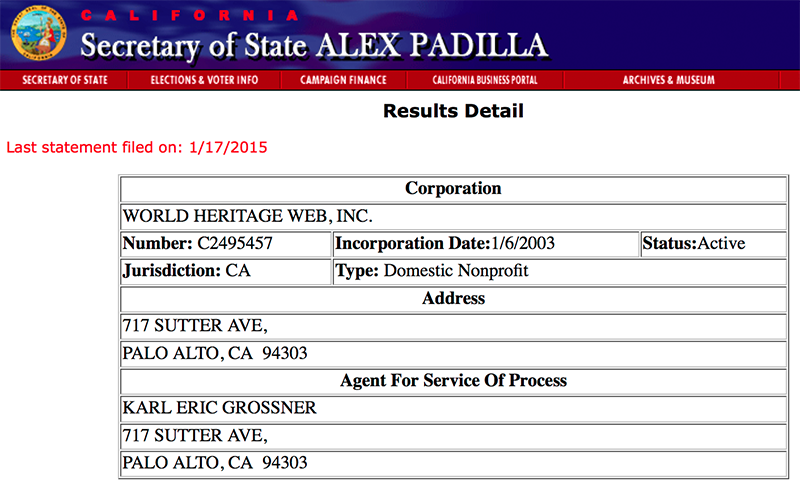 CALIFORNIA
Secretary of State ALEX PADILLA
SECRETARY OF STATE ELECTIONS & VOTER INFO CAMPAIGN FINANCE CALIFORNIA BUSINESS PORTAL ARCHIVES & MUSEUM
Results Detail
Last statement filed on: 1/17/2015
Corporation
WORLD HERITAGE WEB, INC.
Number: C2495457 Incorporation Date:1/6/2003 Status:Active
Jurisdiction: CA Type: Domestic Nonprofit
Address
717 SUTTER AVE,
PALO ALTO, CA 94303
Agent For Service Of Process
KARL ERIC GROSSNER
717 SUTTER AVE,
PALO ALTO, CA 94303